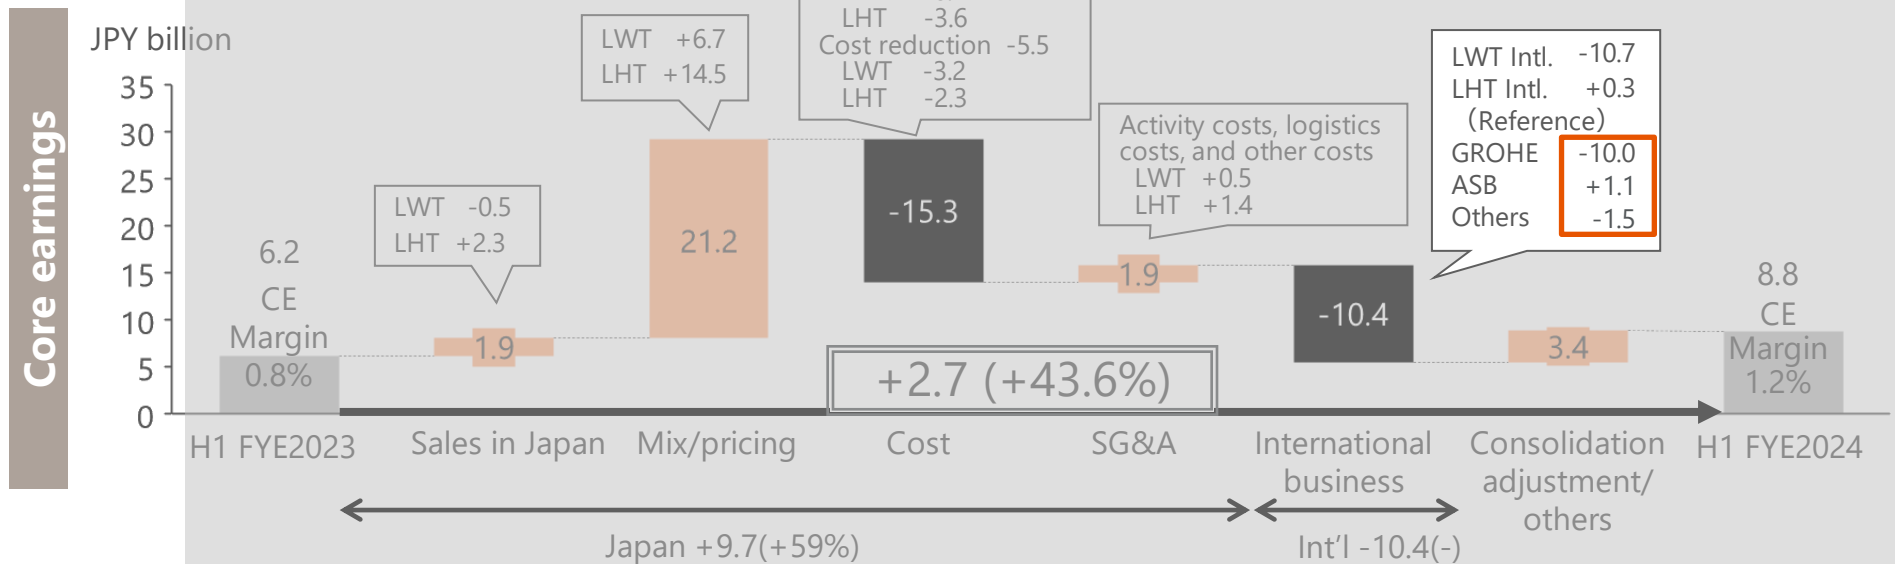 Core earnings
JPY billion
35
30
25
20
15
10
5
0
6.2
CE
Margin
0.8%
LWT -0.5
LHT +2.3
1.9
LWT +6.7
LHT +14.5
21.2
LHT -3.6
Cost reduction -5.5
LWT -3.2
LHT -2.3
-15.3
Activity costs, logistics
costs, and other costs
LWT +0.5
LHT +1.4
1.9
LWT Intl. -10.7
LHT Intl. +0.3
(Reference)
GROHE -10.0
ASB +1.1
Others -1.5
-10.4
3.4
8.8
CE
Margin
1.2%
+2.7 (+43.6%)
H1 FYE2023
Sales in Japan
Mix/pricing
Cost
SG&A
International
business
Consolidation
adjustment/
others
H1 FYE2024
Japan +9.7(+59%)
Int'l -10.4(-)